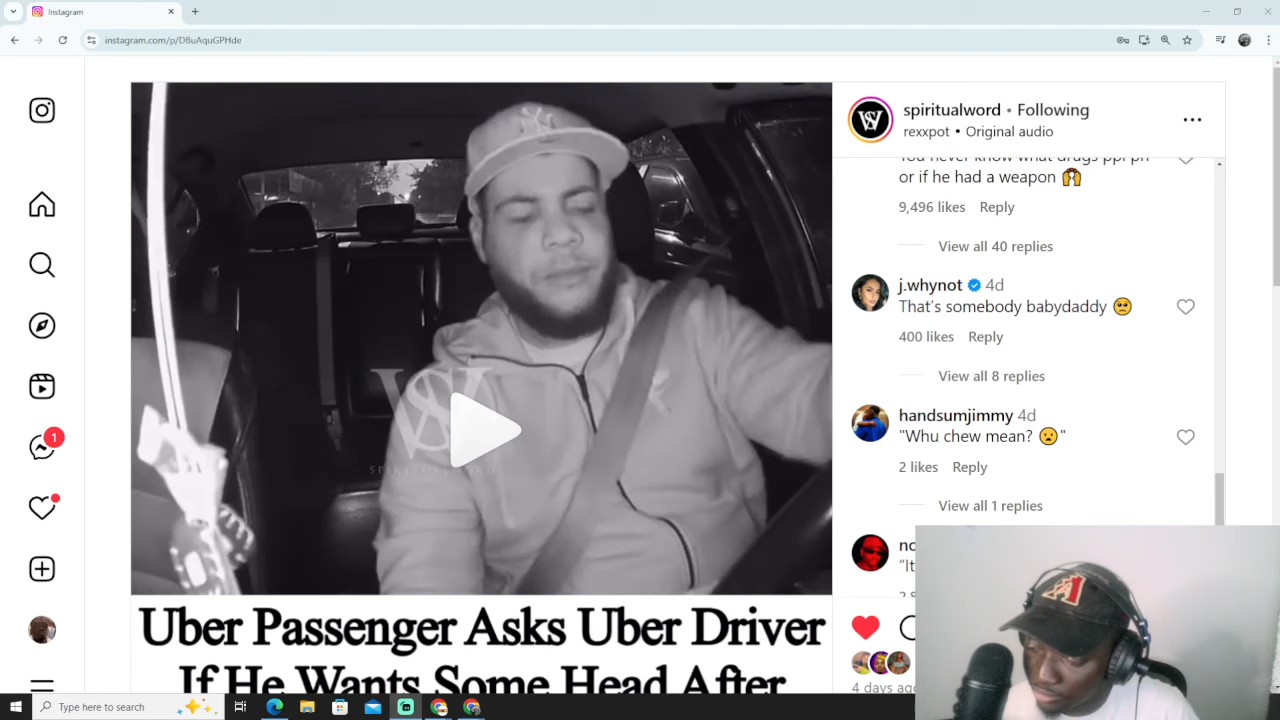 Instagram
instagram.com/p/D8uAquGPHde
spiritualword • Following
rexxpot • Original audio
or if he had a weapon 🙌
9,496 likes Reply
View all 40 replies
j.whynot 4d
That's somebody babydaddy 🥺
400 likes Reply
View all 8 replies
handsumjimmy 4d
"Whu chew mean? 😮"
2 likes Reply
View all 1 replies
4 days ago
1
SW
SPIRITUALWORD
Uber Passenger Asks Uber Driver
If He Wants Some Head After
A
Type here to search